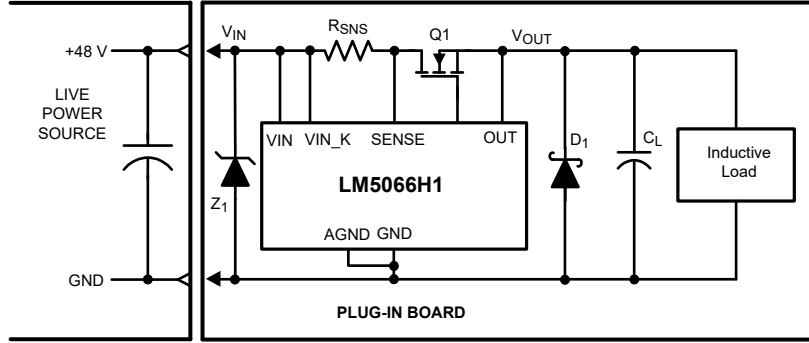 +48 V
LIVE
POWER
SOURCE
GND
VIN
RSNS
Q1
VOUT
VIN
VIN_K
SENSE
OUT
LM5066H1
AGND
GND
Z1
D1
CL
Inductive
Load
PLUG-IN BOARD